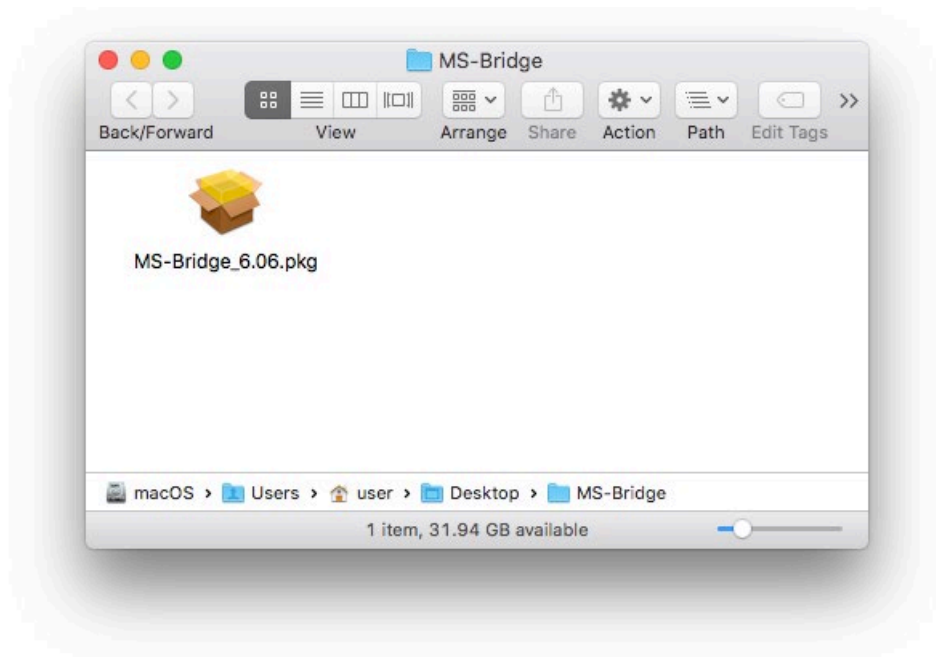 MS-Bridge
Back/Forward View Arrange Share Action Path Edit Tags
MS-Bridge_6.06.pkg
macOS › Users › user › Desktop › MS-Bridge
1 item, 31.94 GB available